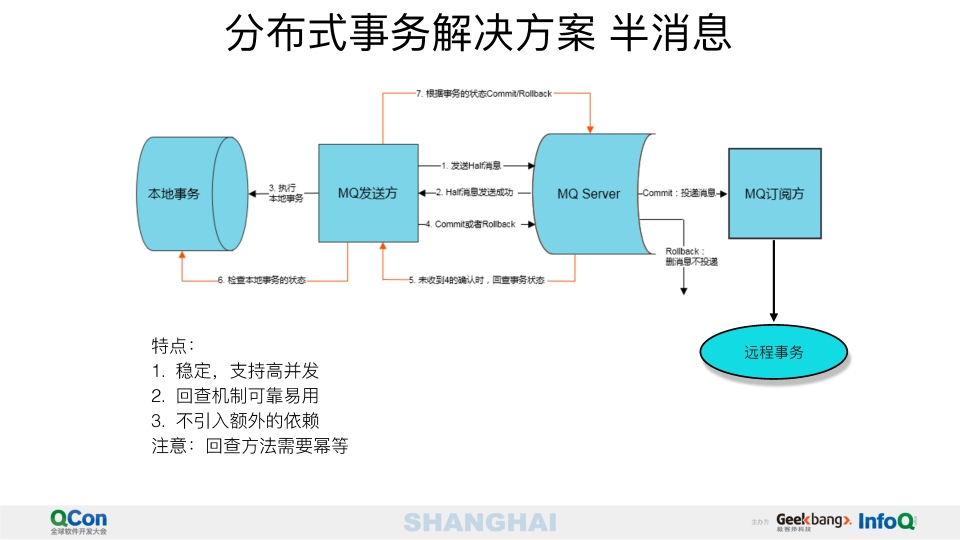 分布式事务解决方案 半消息
7. 根据事务的状态Commit/Rollback
本地事务
3. 执行
本地事务
MQ发送方
1. 发送Half消息
2. Half消息发送成功
4. Commit或者Rollback
MQ Server
Commit：投递消息
MQ订阅方
Rollback：
删消息不投递
6. 检查本地事务的状态
5. 未收到4的确认时，回查事务状态
远程事务
特点：
1. 稳定，支持高并发
2. 回查机制可靠易用
3. 不引入额外的依赖
注意：回查方法需要幂等
QCon
全球软件开发大会
SHANGHAI
主办方
Geekbang>.
极客邦科技
InfoQ